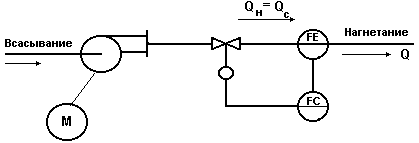 Qн = Qс
Всасывание
FE
Нагнетание
Q
M
FC